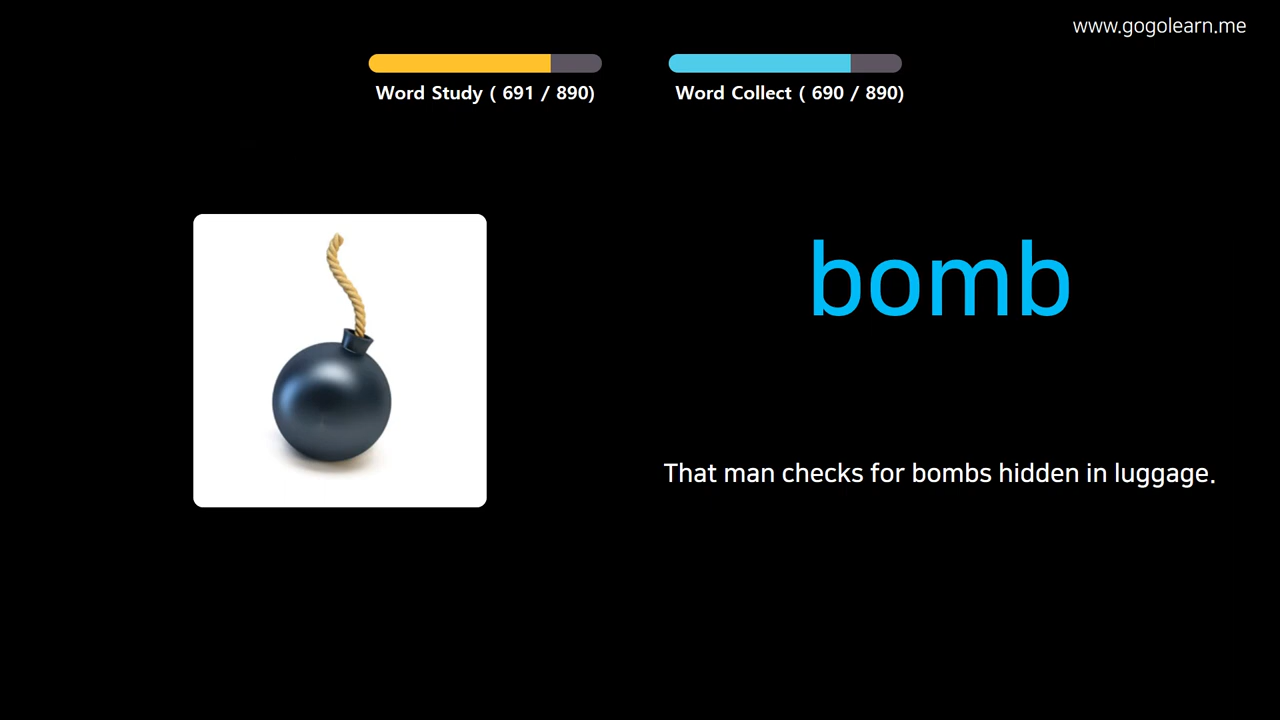 www.gogolearn.me
Word Study ( 691 / 890)
Word Collect ( 690 / 890)
bomb
That man checks for bombs hidden in luggage.